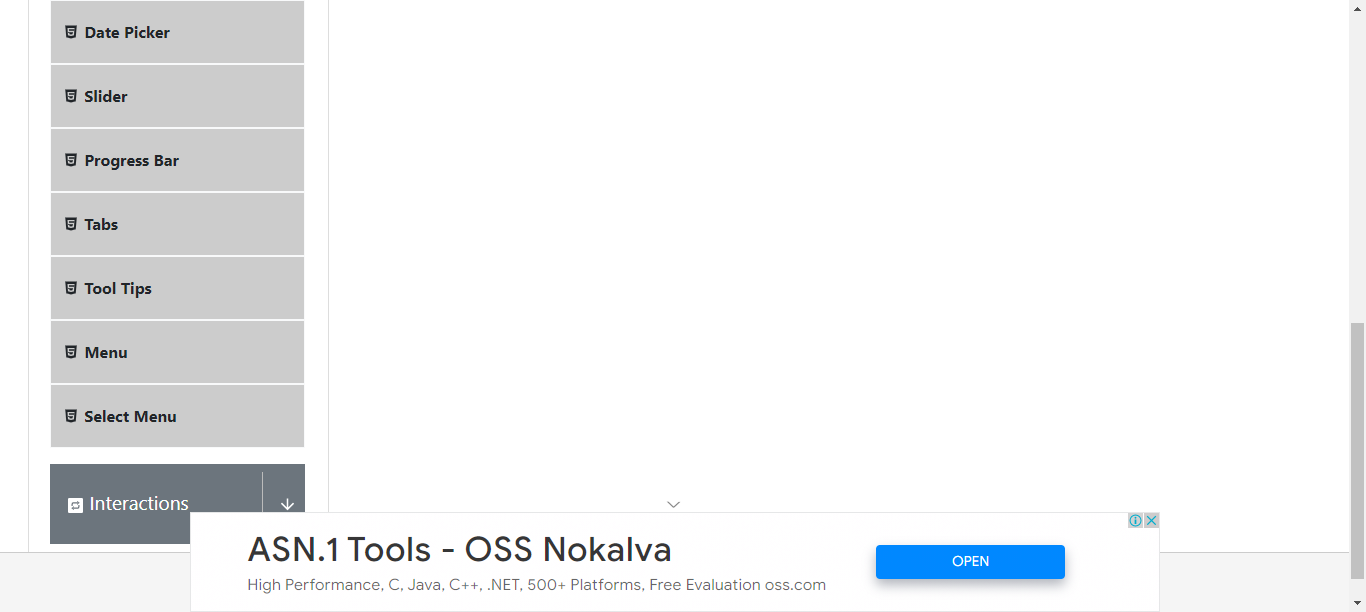 Date Picker
Slider
Progress Bar
Tabs
Tool Tips
Menu
Select Menu
Interactions
ASN.1 Tools - OSS Nokalva
High Performance, C, Java, C++, .NET, 500+ Platforms, Free Evaluation oss.com
OPEN